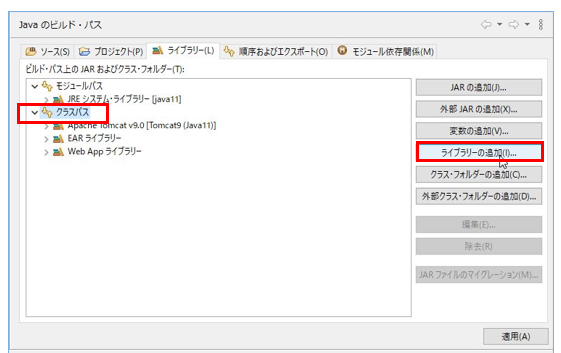 Java のビルド・パス
ソース(S) プロジェクト(P) ライブラリー(L) 順序およびエクスポート(O) モジュール依存関係(M)
ビルド・パス上の JAR およびクラス・フォルダー(T):
モジュールパス
JRE システム・ライブラリー [java11]
クラスパス
Apache Tomcat v9.0 [Tomcat9 (Java11)]
EAR ライブラリー
Web App ライブラリー
JAR の追加(J)...
外部 JAR の追加(X)...
変数の追加(V)...
ライブラリーの追加(I)...
クラス・フォルダーの追加(C)...
外部クラス・フォルダーの追加(D)...
編集(E)...
除去(R)
JAR ファイルのマイグレーション(M)...
適用(A)